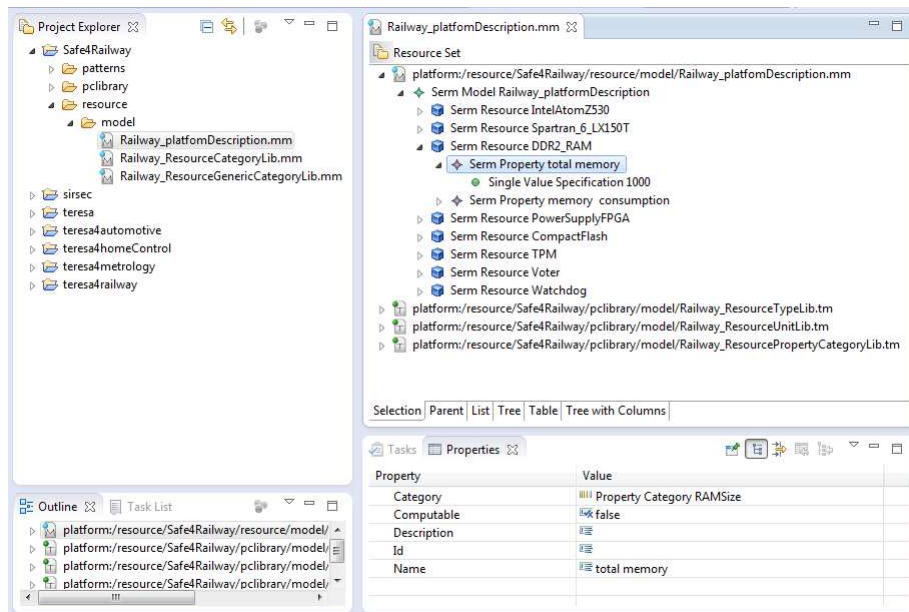 Project Explorer
Safe4Railway
patterns
pclibrary
resource
model
Railway_platfomDescription.mm
Railway_ResourceCategoryLib.mm
Railway_ResourceGenericCategoryLib.mm
sirsec
teresa
teresa4automotive
teresa4homeControl
teresa4metrology
teresa4railway
Outline Task List
platform:/resource/Safe4Railway/resource/model/
platform:/resource/Safe4Railway/pclibrary/model/
platform:/resource/Safe4Railway/pclibrary/model/
platform:/resource/Safe4Railway/pclibrary/model/
Railway_platfomDescription.mm
Resource Set
platform:/resource/Safe4Railway/resource/model/Railway_platfomDescription.mm
Serm Model Railway_platformDescription
Serm Resource IntelAtomZ530
Serm Resource Spartran_6_LX150T
Serm Resource DDR2_RAM
Serm Property total memory
Single Value Specification 1000
Serm Property memory consumption
Serm Resource PowerSupplyFPGA
Serm Resource CompactFlash
Serm Resource TPM
Serm Resource Voter
Serm Resource Watchdog
platform:/resource/Safe4Railway/pclibrary/model/Railway_ResourceTypeLib.tm
platform:/resource/Safe4Railway/pclibrary/model/Railway_ResourceUnitLib.tm
platform:/resource/Safe4Railway/pclibrary/model/Railway_ResourcePropertyCategoryLib.tm
Selection Parent List Tree Table Tree with Columns
Tasks Properties
Property Value
Category Property Category RAMSize
Computable false
Description
Id
Name total memory